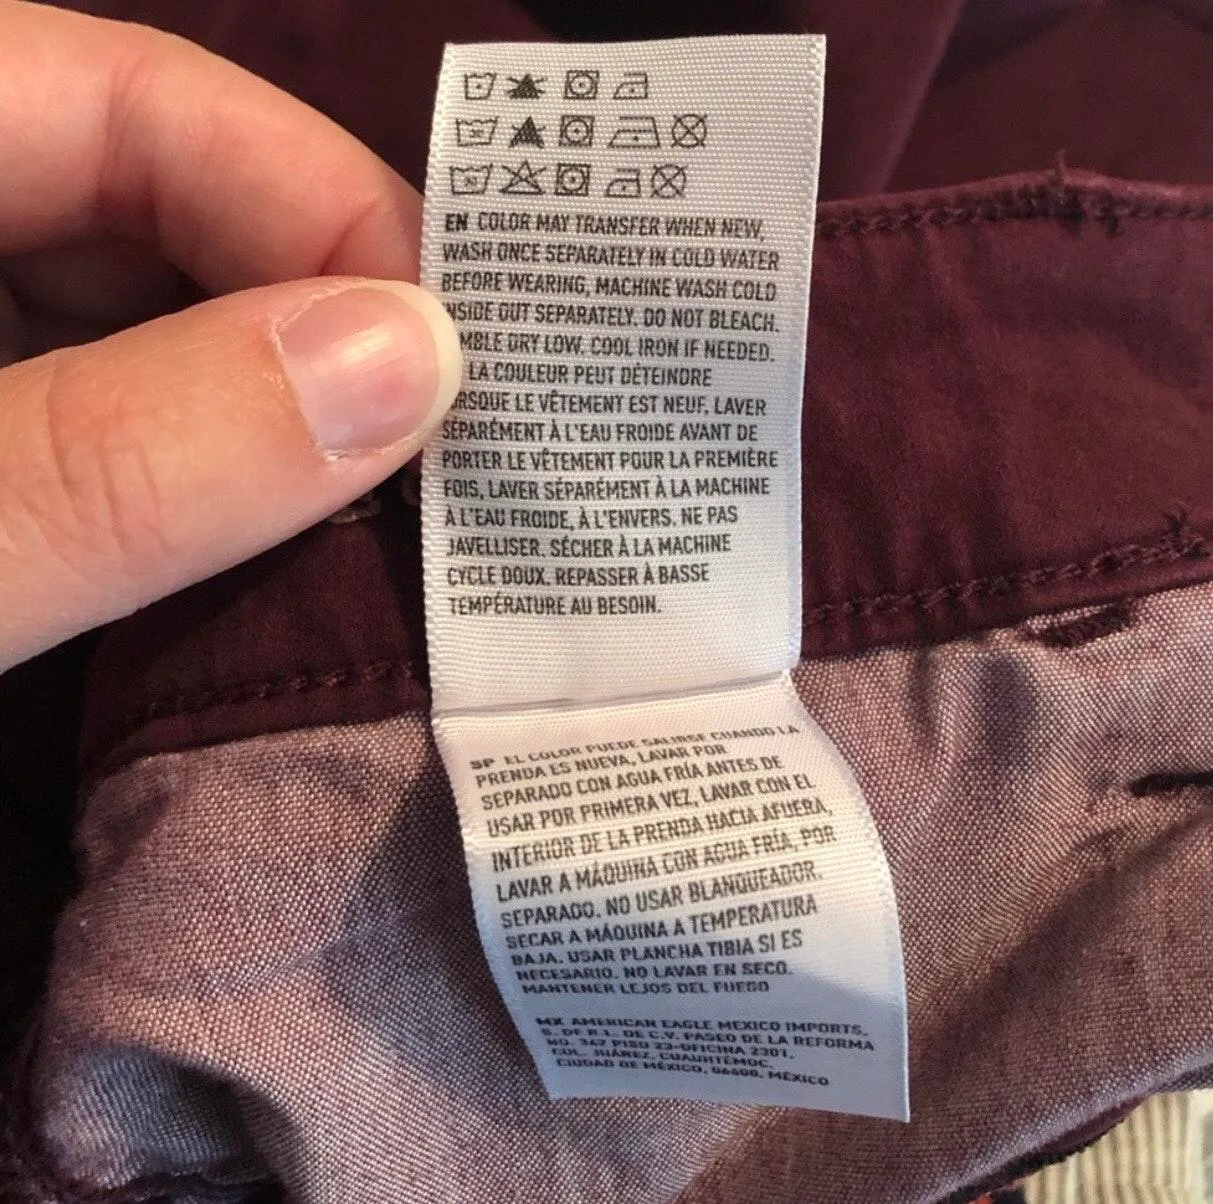 EN COLOR MAY TRANSFER WHEN NEW,
WASH ONCE SEPARATELY IN COLD WATER
BEFORE WEARING, MACHINE WASH COLD
NSIDE OUT SEPARATELY. DO NOT BLEACH.
MBLE DRY LOW. COOL IRON IF NEEDED.
LA COULEUR PEUT DÉTEINDRE
RSQUE LE VÊTEMENT EST NEUF, LAVER
SÉPARÉMENT À L'EAU FROIDE AVANT DE
PORTER LE VÊTEMENT POUR LA PREMIÈRE
FOIS, LAVER SÉPARÉMENT À LA MACHINE
À L'EAU FROIDE, À L'ENVERS. NE PAS
JAVELLISER. SÉCHER À LA MACHINE
CYCLE DOUX. REPASSER À BASSE
TEMPÉRATURE AU BESOIN.
SP EL COLOR PUEDE SALIRSE CUANDO LA
PRENDA ES NUEVA, LAVAR POR
SEPARADO CON AGUA FRÍA ANTES DE
USAR POR PRIMERA VEZ, LAVAR CON EL
INTERIOR DE LA PRENDA HACIA AFUERA,
LAVAR A MÁQUINA CON AGUA FRÍA, POR
SEPARADO. NO USAR BLANQUEADOR.
SECAR A MÁQUINA A TEMPERATURA
BAJA. USAR PLANCHA TIBIA SI ES
NECESARIO. NO LAVAR EN SECO.
MANTENER LEJOS DEL FUEGO
MX AMERICAN EAGLE MEXICO IMPORTS,
S. DE R.L. DE C.V. PASEO DE LA REFORMA
NO. 347 PISO 23-OFICINA 2301,
COL. JUÁREZ, CUAUHTÉMOC,
CIUDAD DE MÉXICO, 06600, MÉXICO